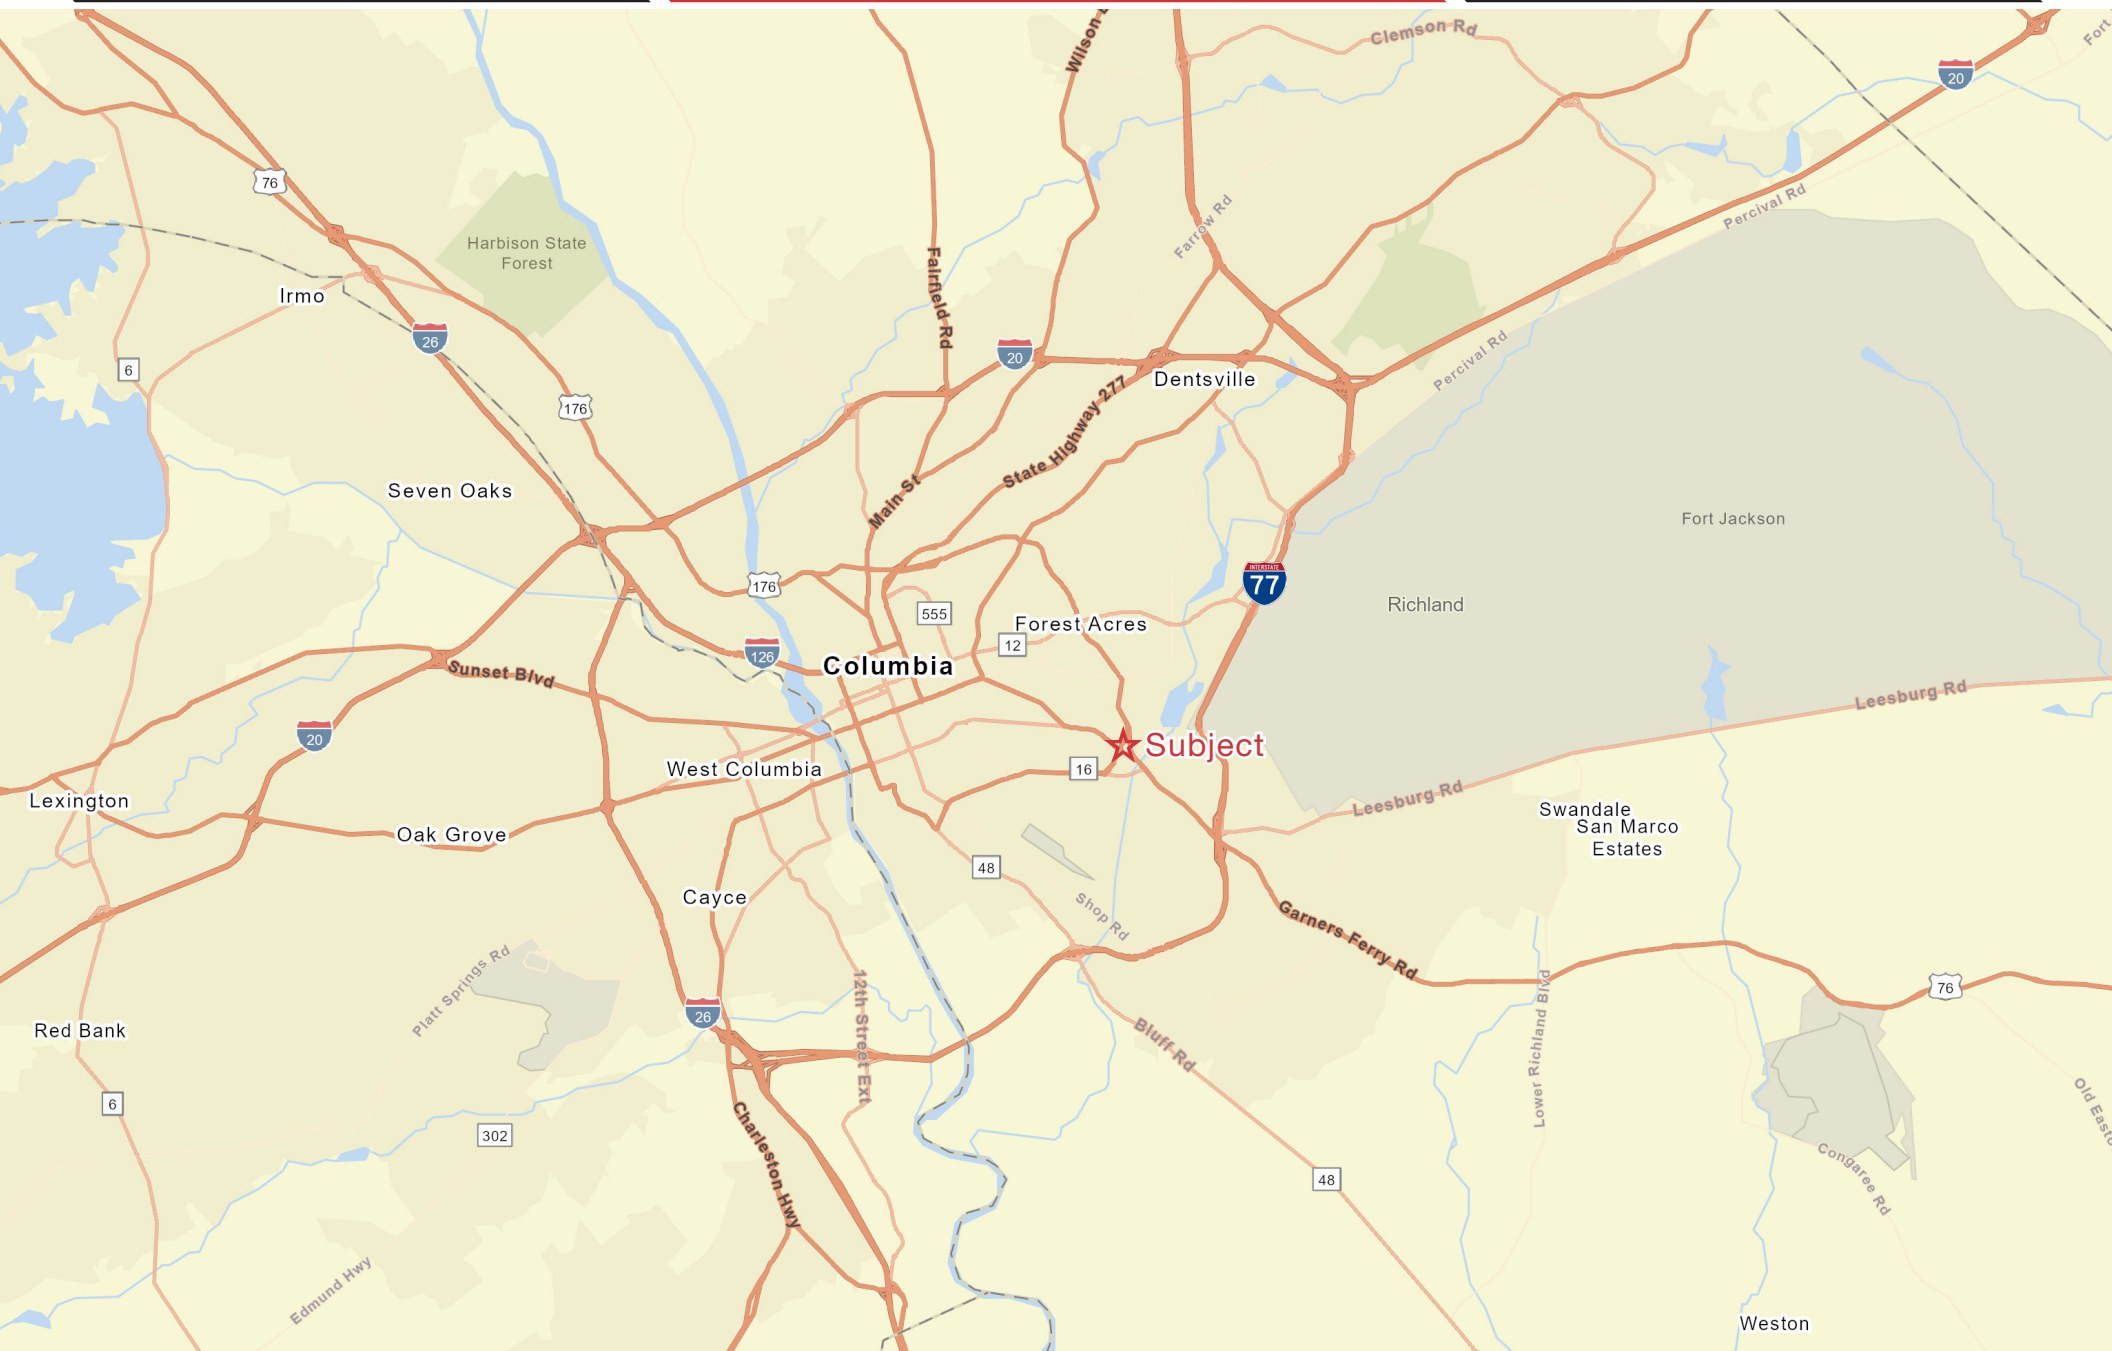 Clemson Rd
Wilson
Fort
20
76
Percival Rd
Farrow Rd
Harbison State
Forest
Fairfield Rd
Irmo
26
20
6
Percival Rd
Dentsville
176
State Highway 277
Main St
Seven Oaks
Fort Jackson
INTERSTATE
77
176
Richland
555
Forest Acres
12
126
Columbia
Sunset Blvd
Leesburg Rd
20
Subject
West Columbia
16
Lexington
Leesburg Rd
Swandale
San Marco
Estates
Oak Grove
48
Cayce
Shop Rd
Garners Ferry Rd
Platt Springs Rd
12th Street Ext
76
Lower Richland Blvd
26
Red Bank
Bluff Rd
6
Old Easto
302
Charleston Hwy
Congaree Rd
48
Edmund Hwy
Weston